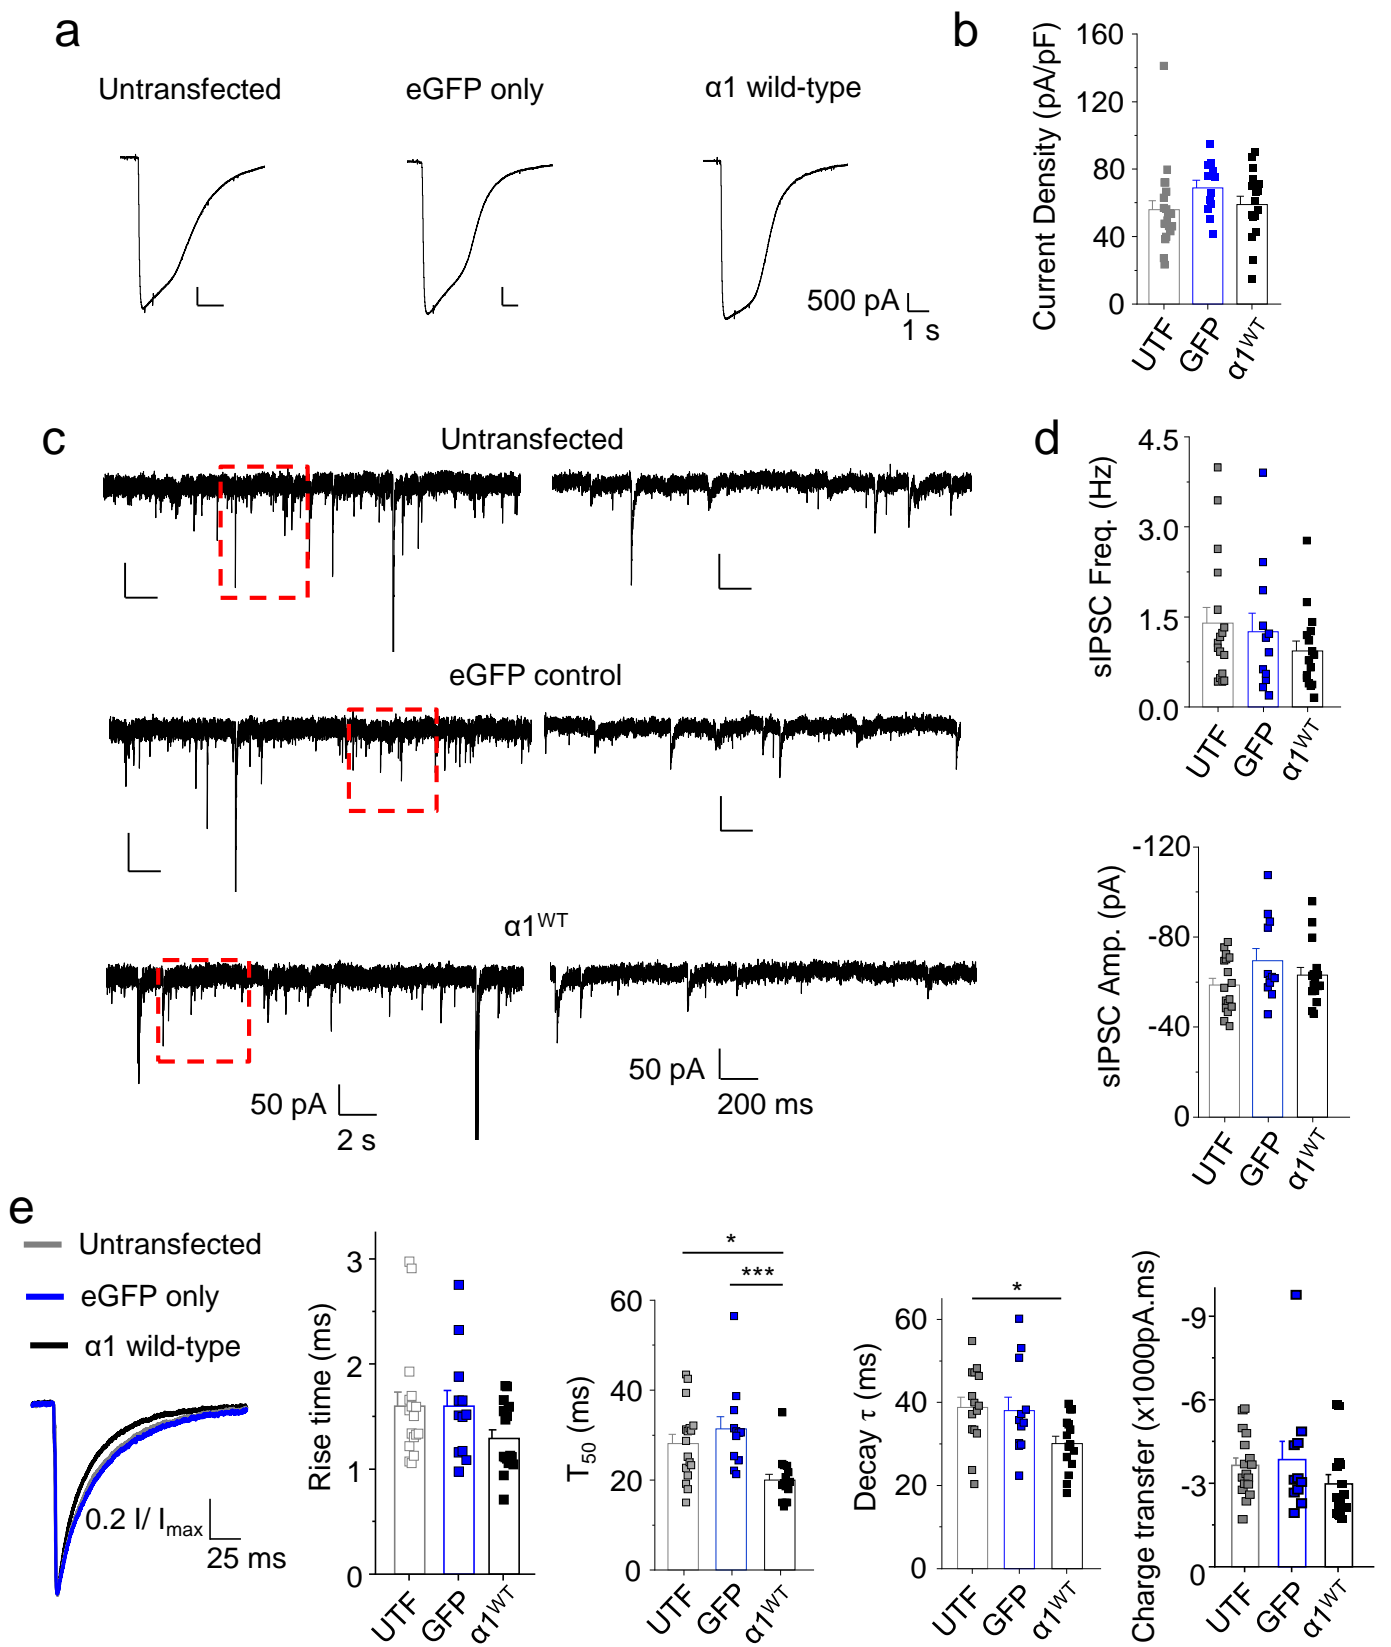 a
Untransfected
eGFP only
α1 wild-type
500 pA
1 s
b
Current Density (pA/pF)
160
120
80
40
0
UTF
GFP
α1WT
c
Untransfected
eGFP control
α1WT
50 pA
2 s
50 pA
200 ms
d
sIPSC Freq. (Hz)
4.5
3.0
1.5
0.0
UTF
GFP
α1WT
sIPSC Amp. (pA)
-120
-80
-40
0
UTF
GFP
α1WT
e
Untransfected
eGFP only
α1 wild-type
0.2 I/ Imax
25 ms
Rise time (ms)
3
2
1
0
UTF
GFP
α1WT
*
***
T50 (ms)
60
40
20
0
UTF
GFP
α1WT
*
Decay τ (ms)
60
40
20
0
UTF
GFP
α1WT
Charge transfer (x1000pA.ms)
-9
-6
-3
0
UTF
GFP
α1WT